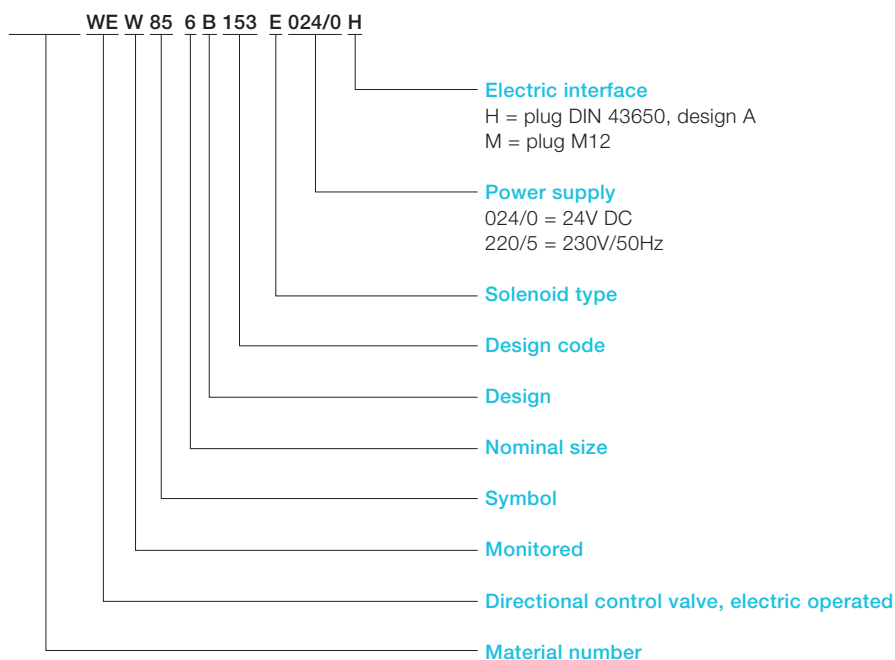 WE W 85 6 B 153 E 024/0 H
Electric interface
H = plug DIN 43650, design A
M = plug M12
Power supply
024/0 = 24V DC
220/5 = 230V/50Hz
Solenoid type
Design code
Design
Nominal size
Symbol
Monitored
Directional control valve, electric operated
Material number